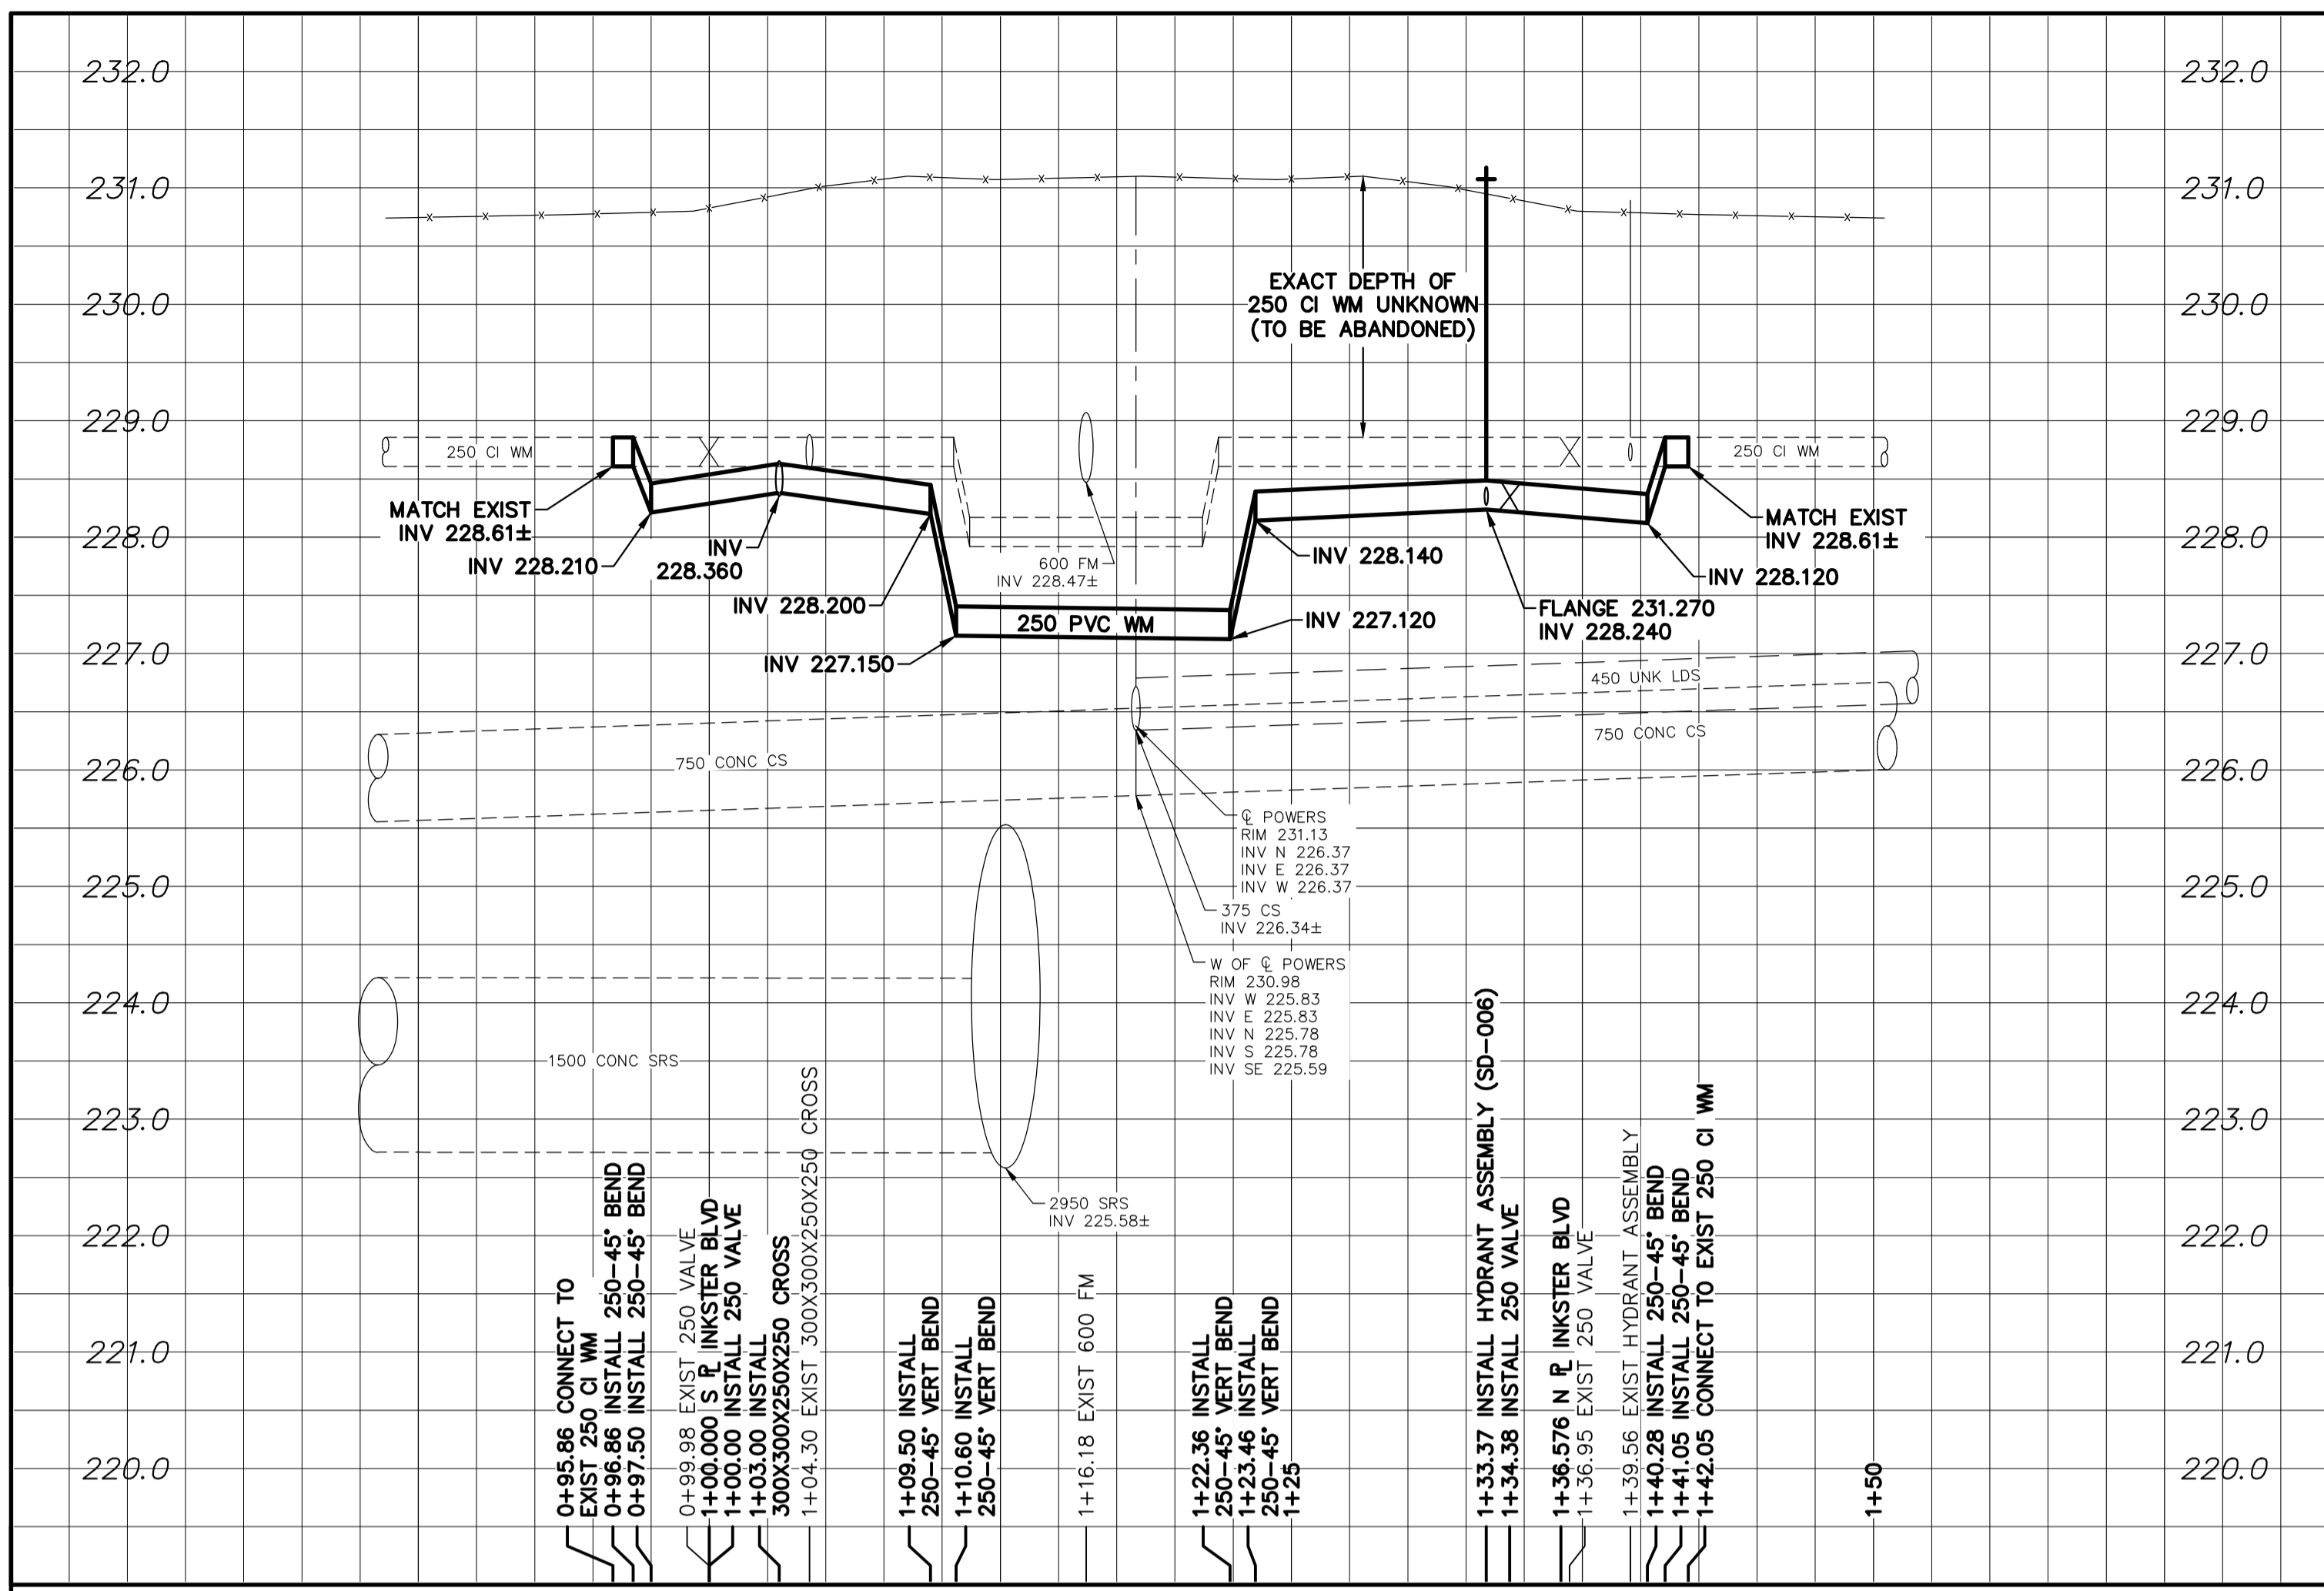 232.0
232.0
231.0
231.0
EXACT DEPTH OF
250 CI WM UNKNOWN
(TO BE ABANDONED)
230.0
230.0
229.0
229.0
250 CI WM
250 CI WM
MATCH EXIST
INV 228.61±
INV 228.210
INV
228.360
INV 228.200
INV 227.150
600 FM
INV 228.47±
250 PVC WM
INV 228.140
INV 227.120
MATCH EXIST
INV 228.61±
INV 228.120
FLANGE 231.270
INV 228.240
228.0
228.0
227.0
227.0
450 UNK LDS
750 CONC CS
750 CONC CS
226.0
226.0
℄ POWERS
RIM 231.13
INV N 226.37
INV E 226.37
INV W 226.37
375 CS
INV 226.34±
W OF ℄ POWERS
RIM 230.98
INV W 225.83
INV E 225.83
INV N 225.78
INV S 225.78
INV SE 225.59
225.0
225.0
224.0
224.0
1500 CONC SRS
223.0
223.0
2950 SRS
INV 225.58±
222.0
222.0
221.0
221.0
220.0
220.0
0+95.86 CONNECT TO
EXIST 250 CI WM
0+96.86 INSTALL 250-45° BEND
0+97.50 INSTALL 250-45° BEND
0+99.98 EXIST 250 VALVE
1+00.000 S PL INKSTER BLVD
1+00.00 INSTALL 250 VALVE
1+03.00 INSTALL
300X300X250X250 CROSS
1+04.30 EXIST 300X300X250X250 CROSS
1+09.50 INSTALL
250-45° VERT BEND
1+10.60 INSTALL
250-45° VERT BEND
1+16.18 EXIST 600 FM
1+22.36 INSTALL
250-45° VERT BEND
1+23.46 INSTALL
250-45° VERT BEND
1+25
1+33.37 INSTALL HYDRANT ASSEMBLY (SD-006)
1+34.38 INSTALL 250 VALVE
1+36.576 N PL INKSTER BLVD
1+36.95 EXIST 250 VALVE
1+39.56 EXIST HYDRANT ASSEMBLY
1+40.28 INSTALL 250-45° BEND
1+41.05 INSTALL 250-45° BEND
1+42.05 CONNECT TO EXIST 250 CI WM
1+50